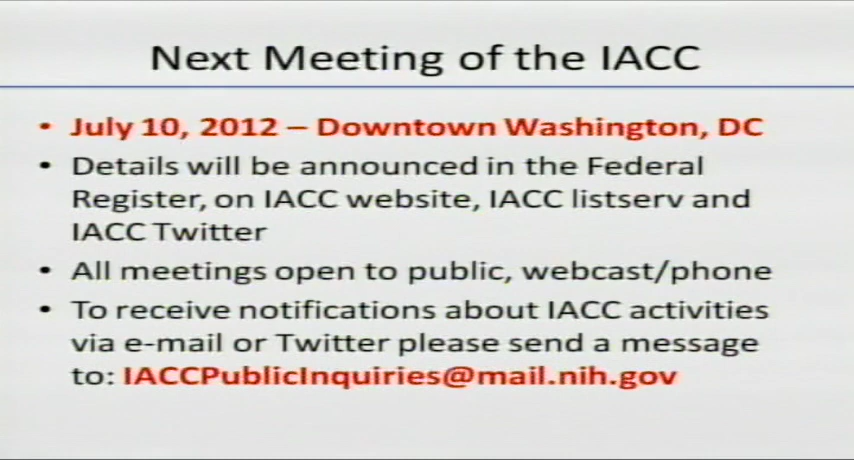 Next Meeting of the IACC
• July 10, 2012 – Downtown Washington, DC
• Details will be announced in the Federal
Register, on IACC website, IACC listserv and
IACC Twitter
• All meetings open to public, webcast/phone
• To receive notifications about IACC activities
via e-mail or Twitter please send a message
to: IACCPublicInquiries@mail.nih.gov